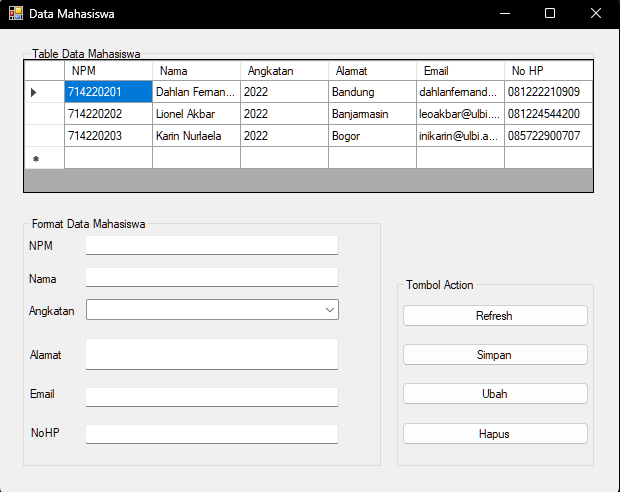 Data Mahasiswa
Table Data Mahasiswa
NPM Nama Angkatan Alamat Email No HP
714220201 Dahlan Fernan... 2022 Bandung dahlanfernand... 081222210909
714220202 Lionel Akbar 2022 Banjarmasin leoakbar@ulbi.... 081224544200
714220203 Karin Nurlaela 2022 Bogor inikarin@ulbi.a... 085722900707
Format Data Mahasiswa
NPM
Nama
Angkatan
Alamat
Email
NoHP
Tombol Action
Refresh
Simpan
Ubah
Hapus